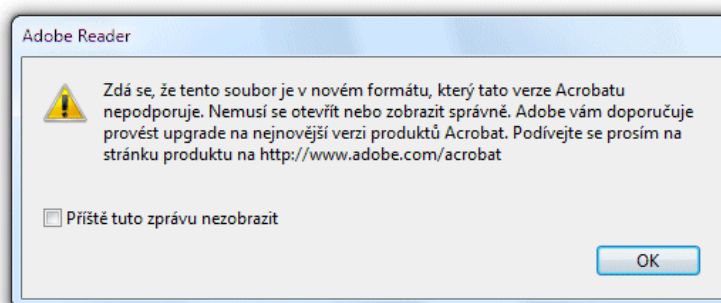 Adobe Reader
Zdá se, že tento soubor je v novém formátu, který tato verze Acrobatu
nepodporuje. Nemusí se otevřít nebo zobrazit správně. Adobe vám doporučuje
provést upgrade na nejnovější verzi produktů Acrobat. Podívejte se prosím na
stránku produktu na http://www.adobe.com/acrobat
Příště tuto zprávu nezobrazit
OK